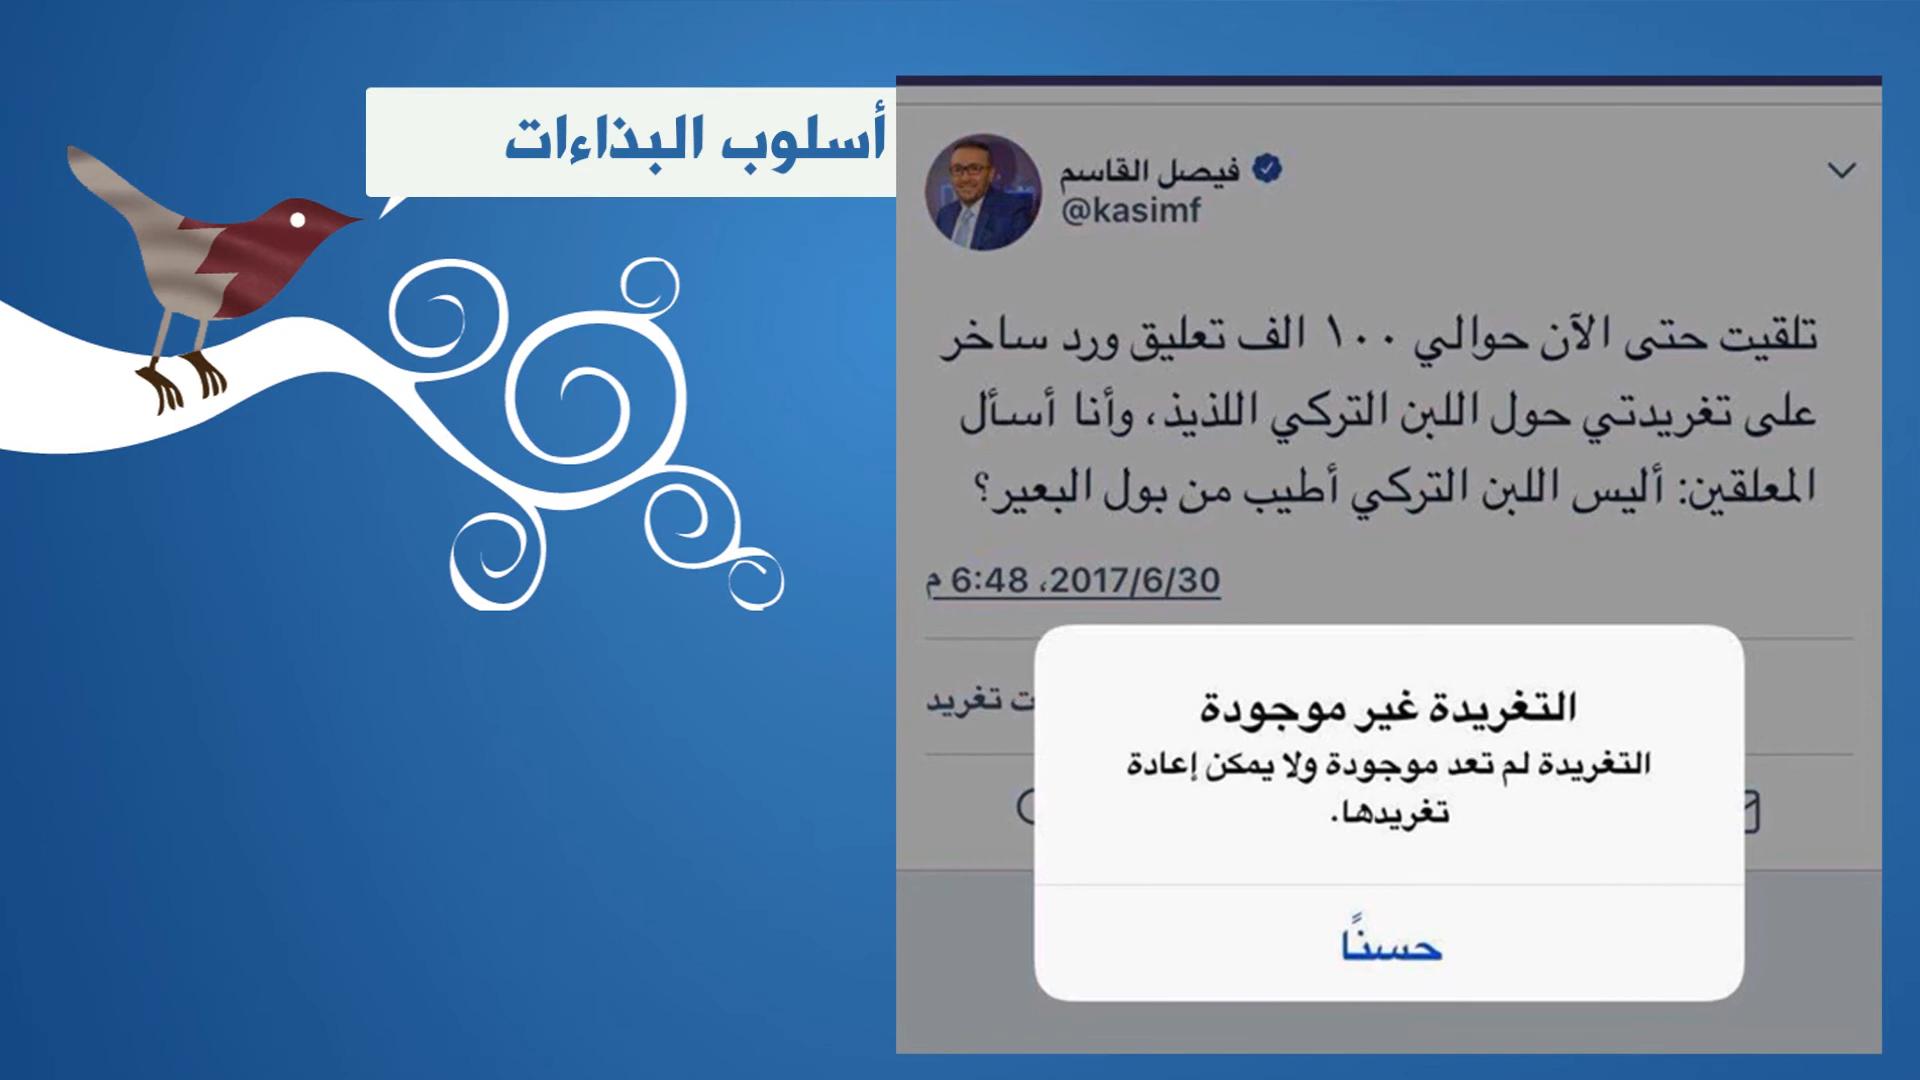 أسلوب البذاءات
فيصل القاسم
@kasimf
تلقيت حتى الآن حوالي ١٠٠ الف تعليق ورد ساخر
على تغريدتي حول اللبن التركي اللذيذ، وأنا أسأل
المعلقين: أليس اللبن التركي أطيب من بول البعير؟
2017/6/30، 6:48 م
ت تغريد
التغريدة غير موجودة
التغريدة لم تعد موجودة ولا يمكن إعادة
تغريدها.
حسنًا